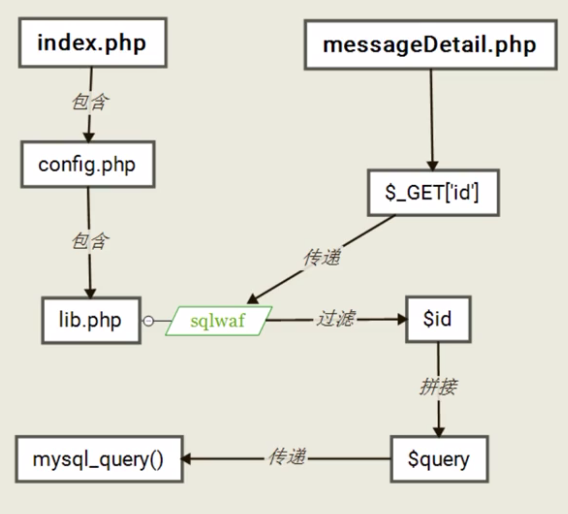 index.php
messageDetail.php
包含
config.php
$_GET['id']
包含
传递
lib.php
sqlwaf
过滤
$id
拼接
mysql_query()
传递
$query